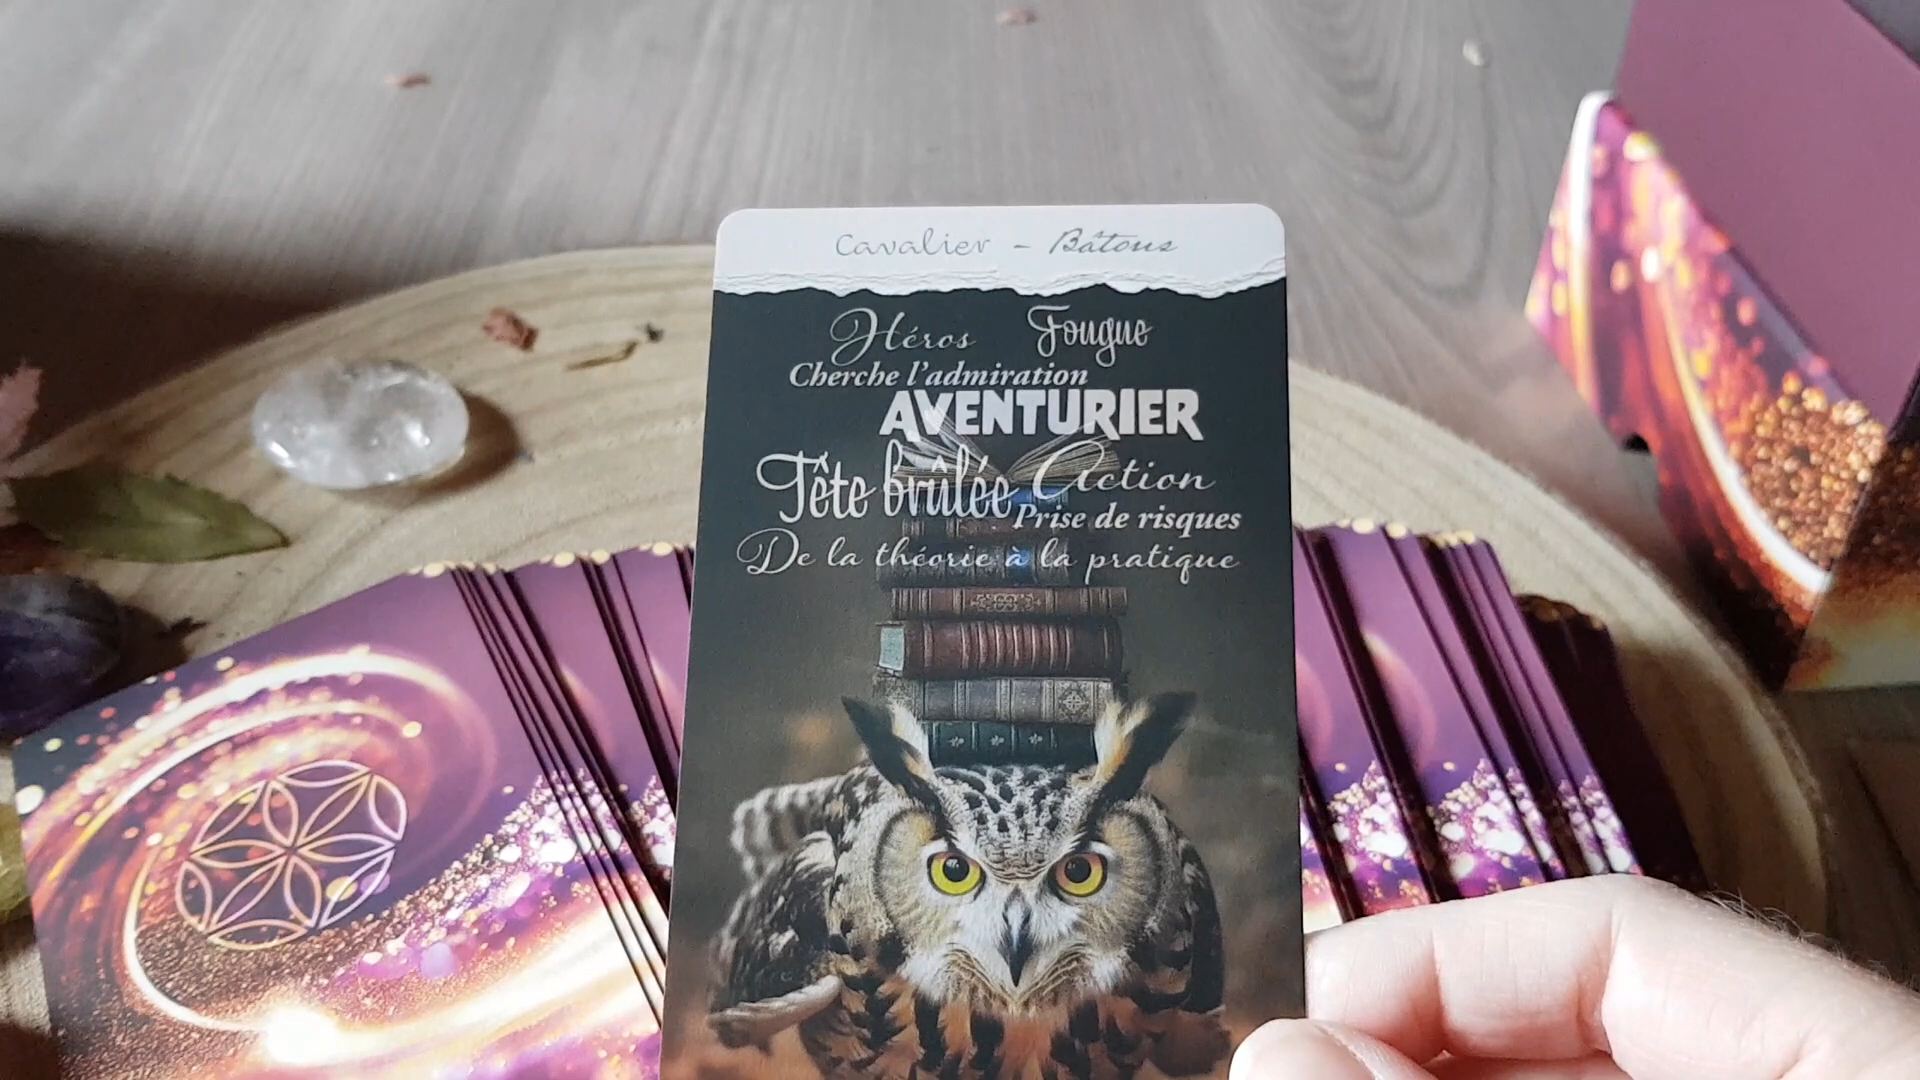 Cavalier - Bâtons
Héros Fougue
Cherche l'admiration
AVENTURIER
Tête brûlée Action
Prise de risques
De la théorie à la pratique